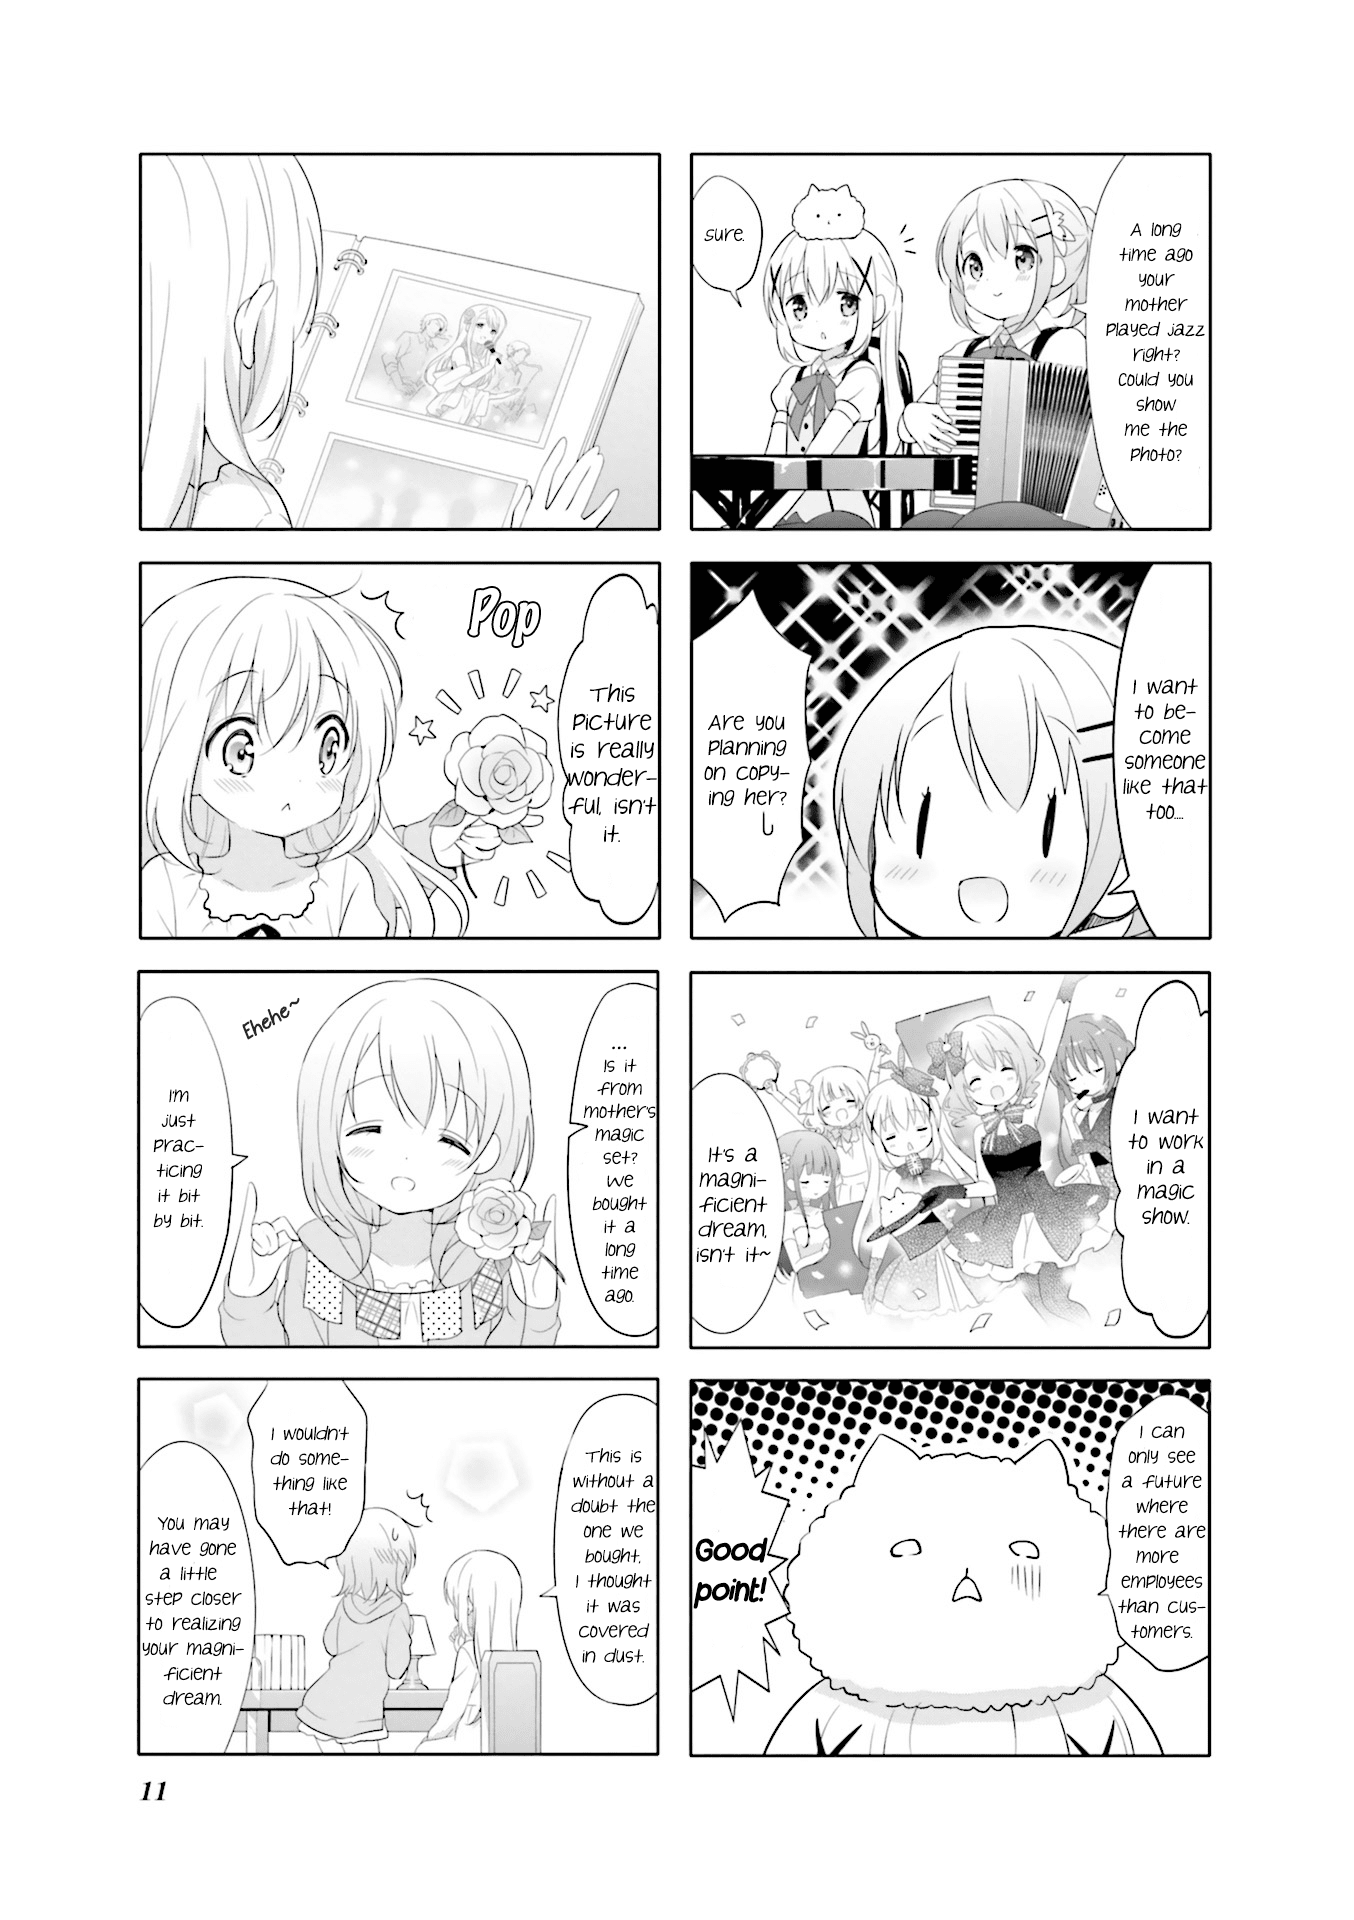 A long
time ago
your
mother
played jazz
right?
Could you
show
me the
photo?
sure.
I want
to be-
come
someone
like that
too....
Are you
planning
on copy-
ing her?
I want
to work
in a
magic
show.
It's a
magni-
ficient
dream,
isn't it~
I can
only see
a future
where
there are
more
employees
than cus-
tomers.
Good
point!
This
picture
is really
wonder-
ful, isn't
it.
Pop
...
Is it
from
mother's
magic
set?
We
bought
it a
long
time
ago.
Ehehe~
I'm
just
prac-
ticing
it bit
by bit.
This is
without a
doubt the
one we
bought.
I thought
it was
covered
in dust.
I wouldn't
do some-
thing like
that!
You may
have gone
a little
step closer
to realizing
your magni-
ficient
dream.
11